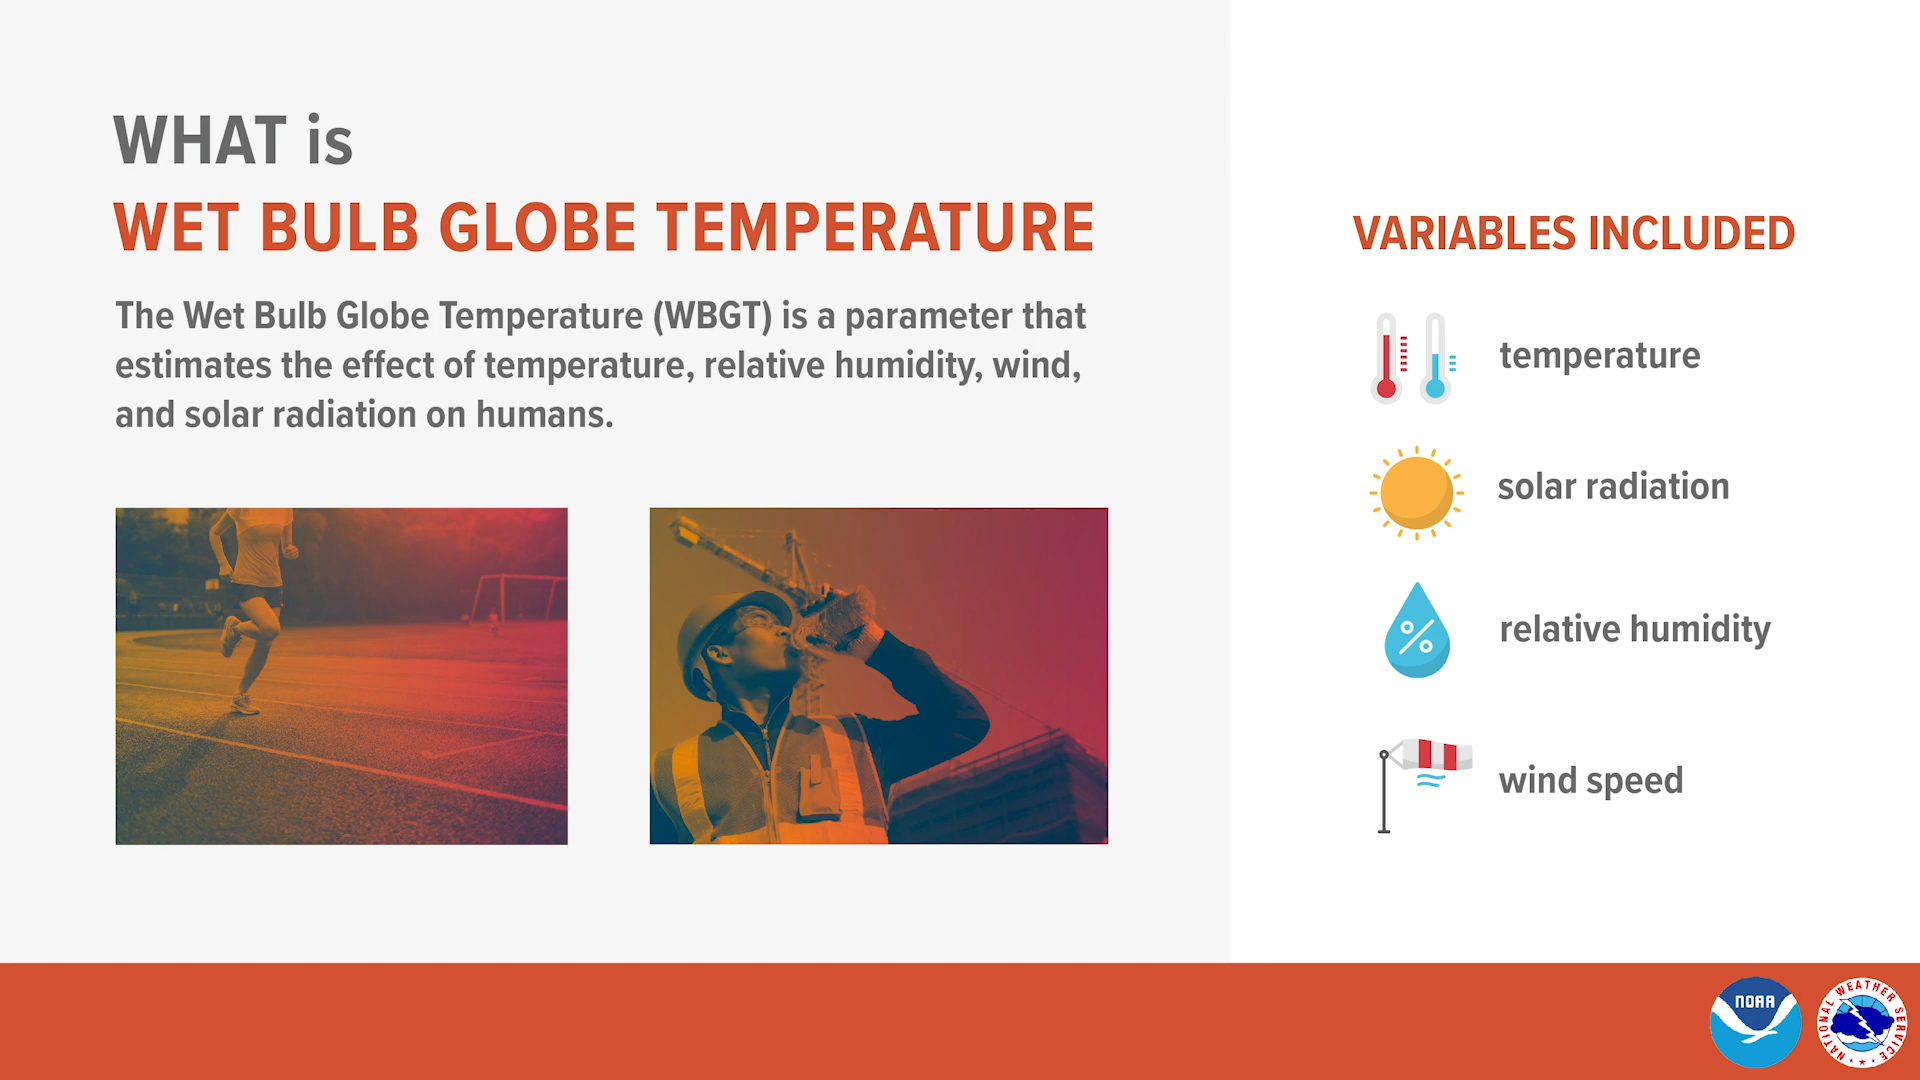 WHAT is
WET BULB GLOBE TEMPERATURE
The Wet Bulb Globe Temperature (WBGT) is a parameter that
estimates the effect of temperature, relative humidity, wind,
and solar radiation on humans.
VARIABLES INCLUDED
temperature
solar radiation
%
relative humidity
wind speed
NOAA
NATIONAL WEATHER SERVICE